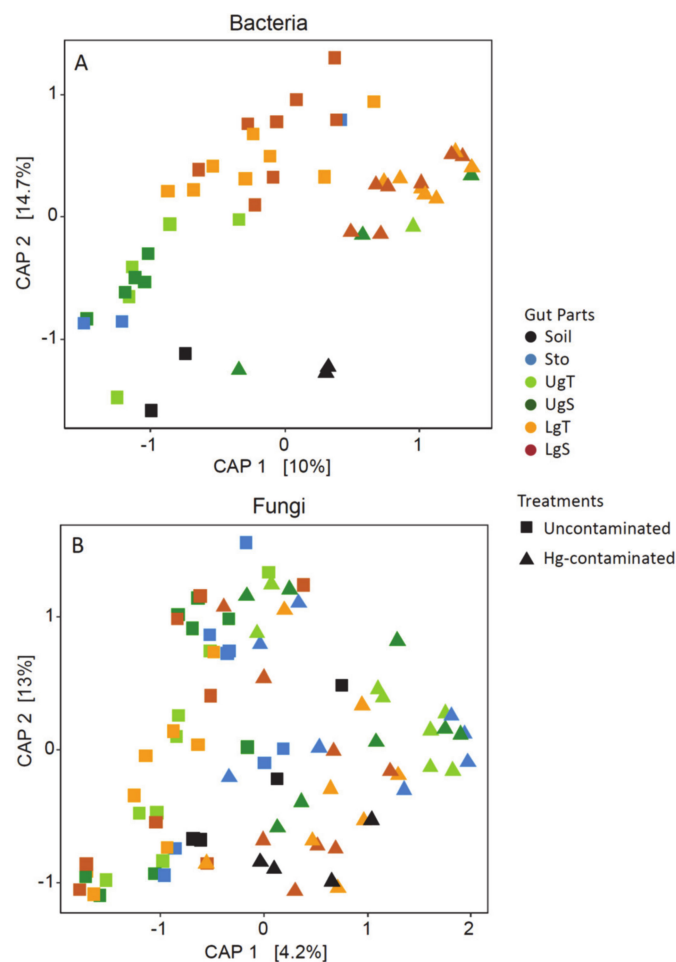 Bacteria
A
1
0
-1
CAP 2 [14.7%]
-1
0
1
CAP 1 [10%]
Gut Parts
Soil
Sto
UgT
UgS
LgT
LgS
Treatments
Uncontaminated
Hg-contaminated
Fungi
B
1
0
-1
CAP 2 [13%]
-1
0
1
2
CAP 1 [4.2%]